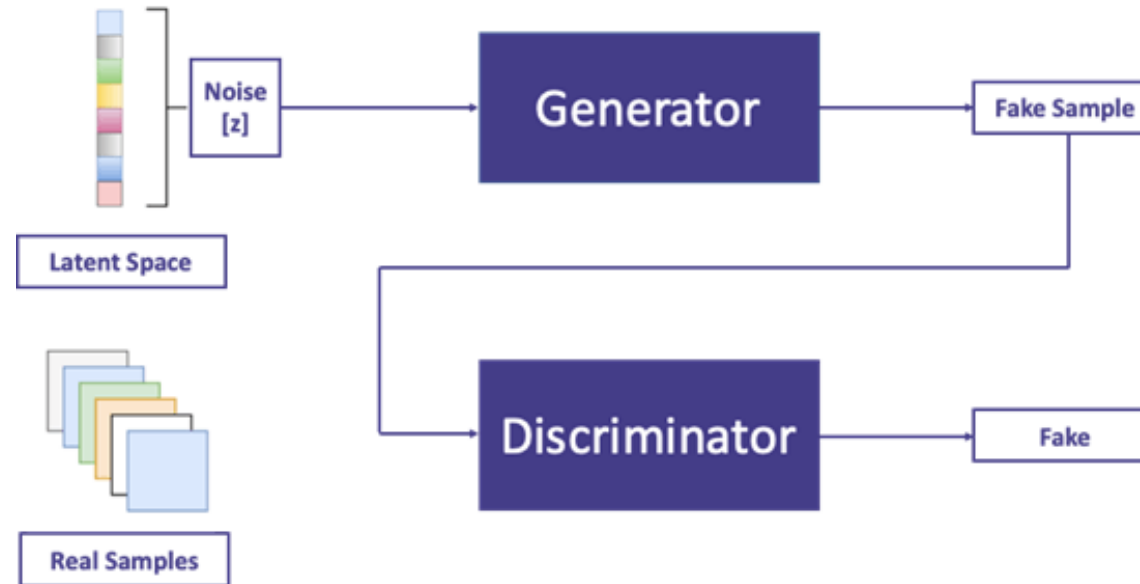 Noise
[z]
Generator
Fake Sample
Latent Space
Discriminator
Fake
Real Samples